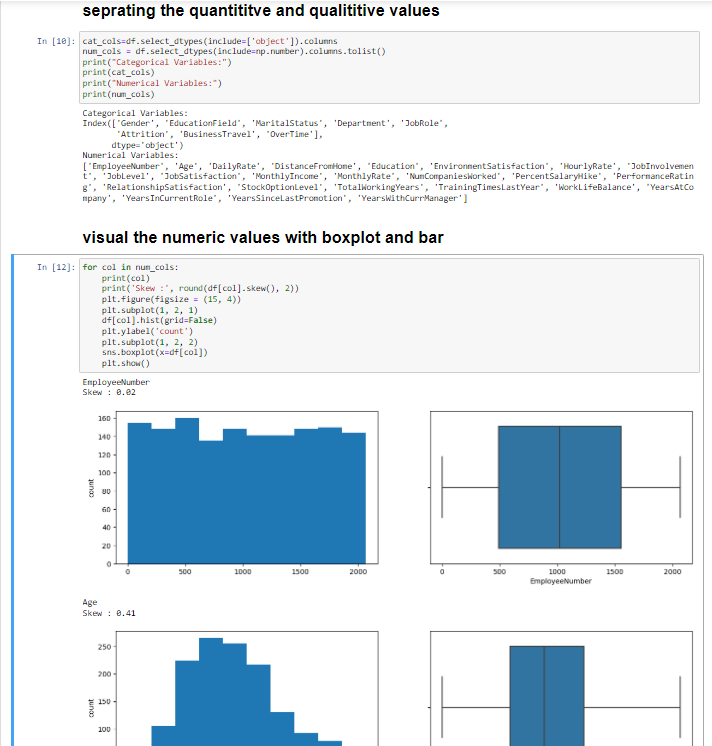 seprating the quantititve and qualititive values
In [10]: cat_cols=df.select_dtypes(include=['object']).columns
num_cols = df.select_dtypes(include=np.number).columns.tolist()
print("Categorical Variables:")
print(cat_cols)
print("Numerical Variables:")
print(num_cols)
Categorical Variables:
Index(['Gender', 'EducationField', 'MaritalStatus', 'Department', 'JobRole',
'Attrition', 'BusinessTravel', 'OverTime'],
dtype='object')
Numerical Variables:
['EmployeeNumber', 'Age', 'DailyRate', 'DistanceFromHome', 'Education', 'EnvironmentSatisfaction', 'HourlyRate', 'JobInvolvemen
t', 'JobLevel', 'JobSatisfaction', 'MonthlyIncome', 'MonthlyRate', 'NumCompaniesWorked', 'PercentSalaryHike', 'PerformanceRatin
g', 'RelationshipSatisfaction', 'StockOptionLevel', 'TotalWorkingYears', 'TrainingTimesLastYear', 'WorkLifeBalance', 'YearsAtCo
mpany', 'YearsInCurrentRole', 'YearsSinceLastPromotion', 'YearsWithCurrManager']
visual the numeric values with boxplot and bar
In [12]: for col in num_cols:
print(col)
print('Skew :', round(df[col].skew(), 2))
plt.figure(figsize = (15, 4))
plt.subplot(1, 2, 1)
df[col].hist(grid=False)
plt.ylabel('count')
plt.subplot(1, 2, 2)
sns.boxplot(x=df[col])
plt.show()
EmployeeNumber
Skew : 0.02
160
140
120
100
80
60
40
20
0
count
0 500 1000 1500 2000
0 500 1000 1500 2000
EmployeeNumber
Age
Skew : 0.41
250
200
150
100
count